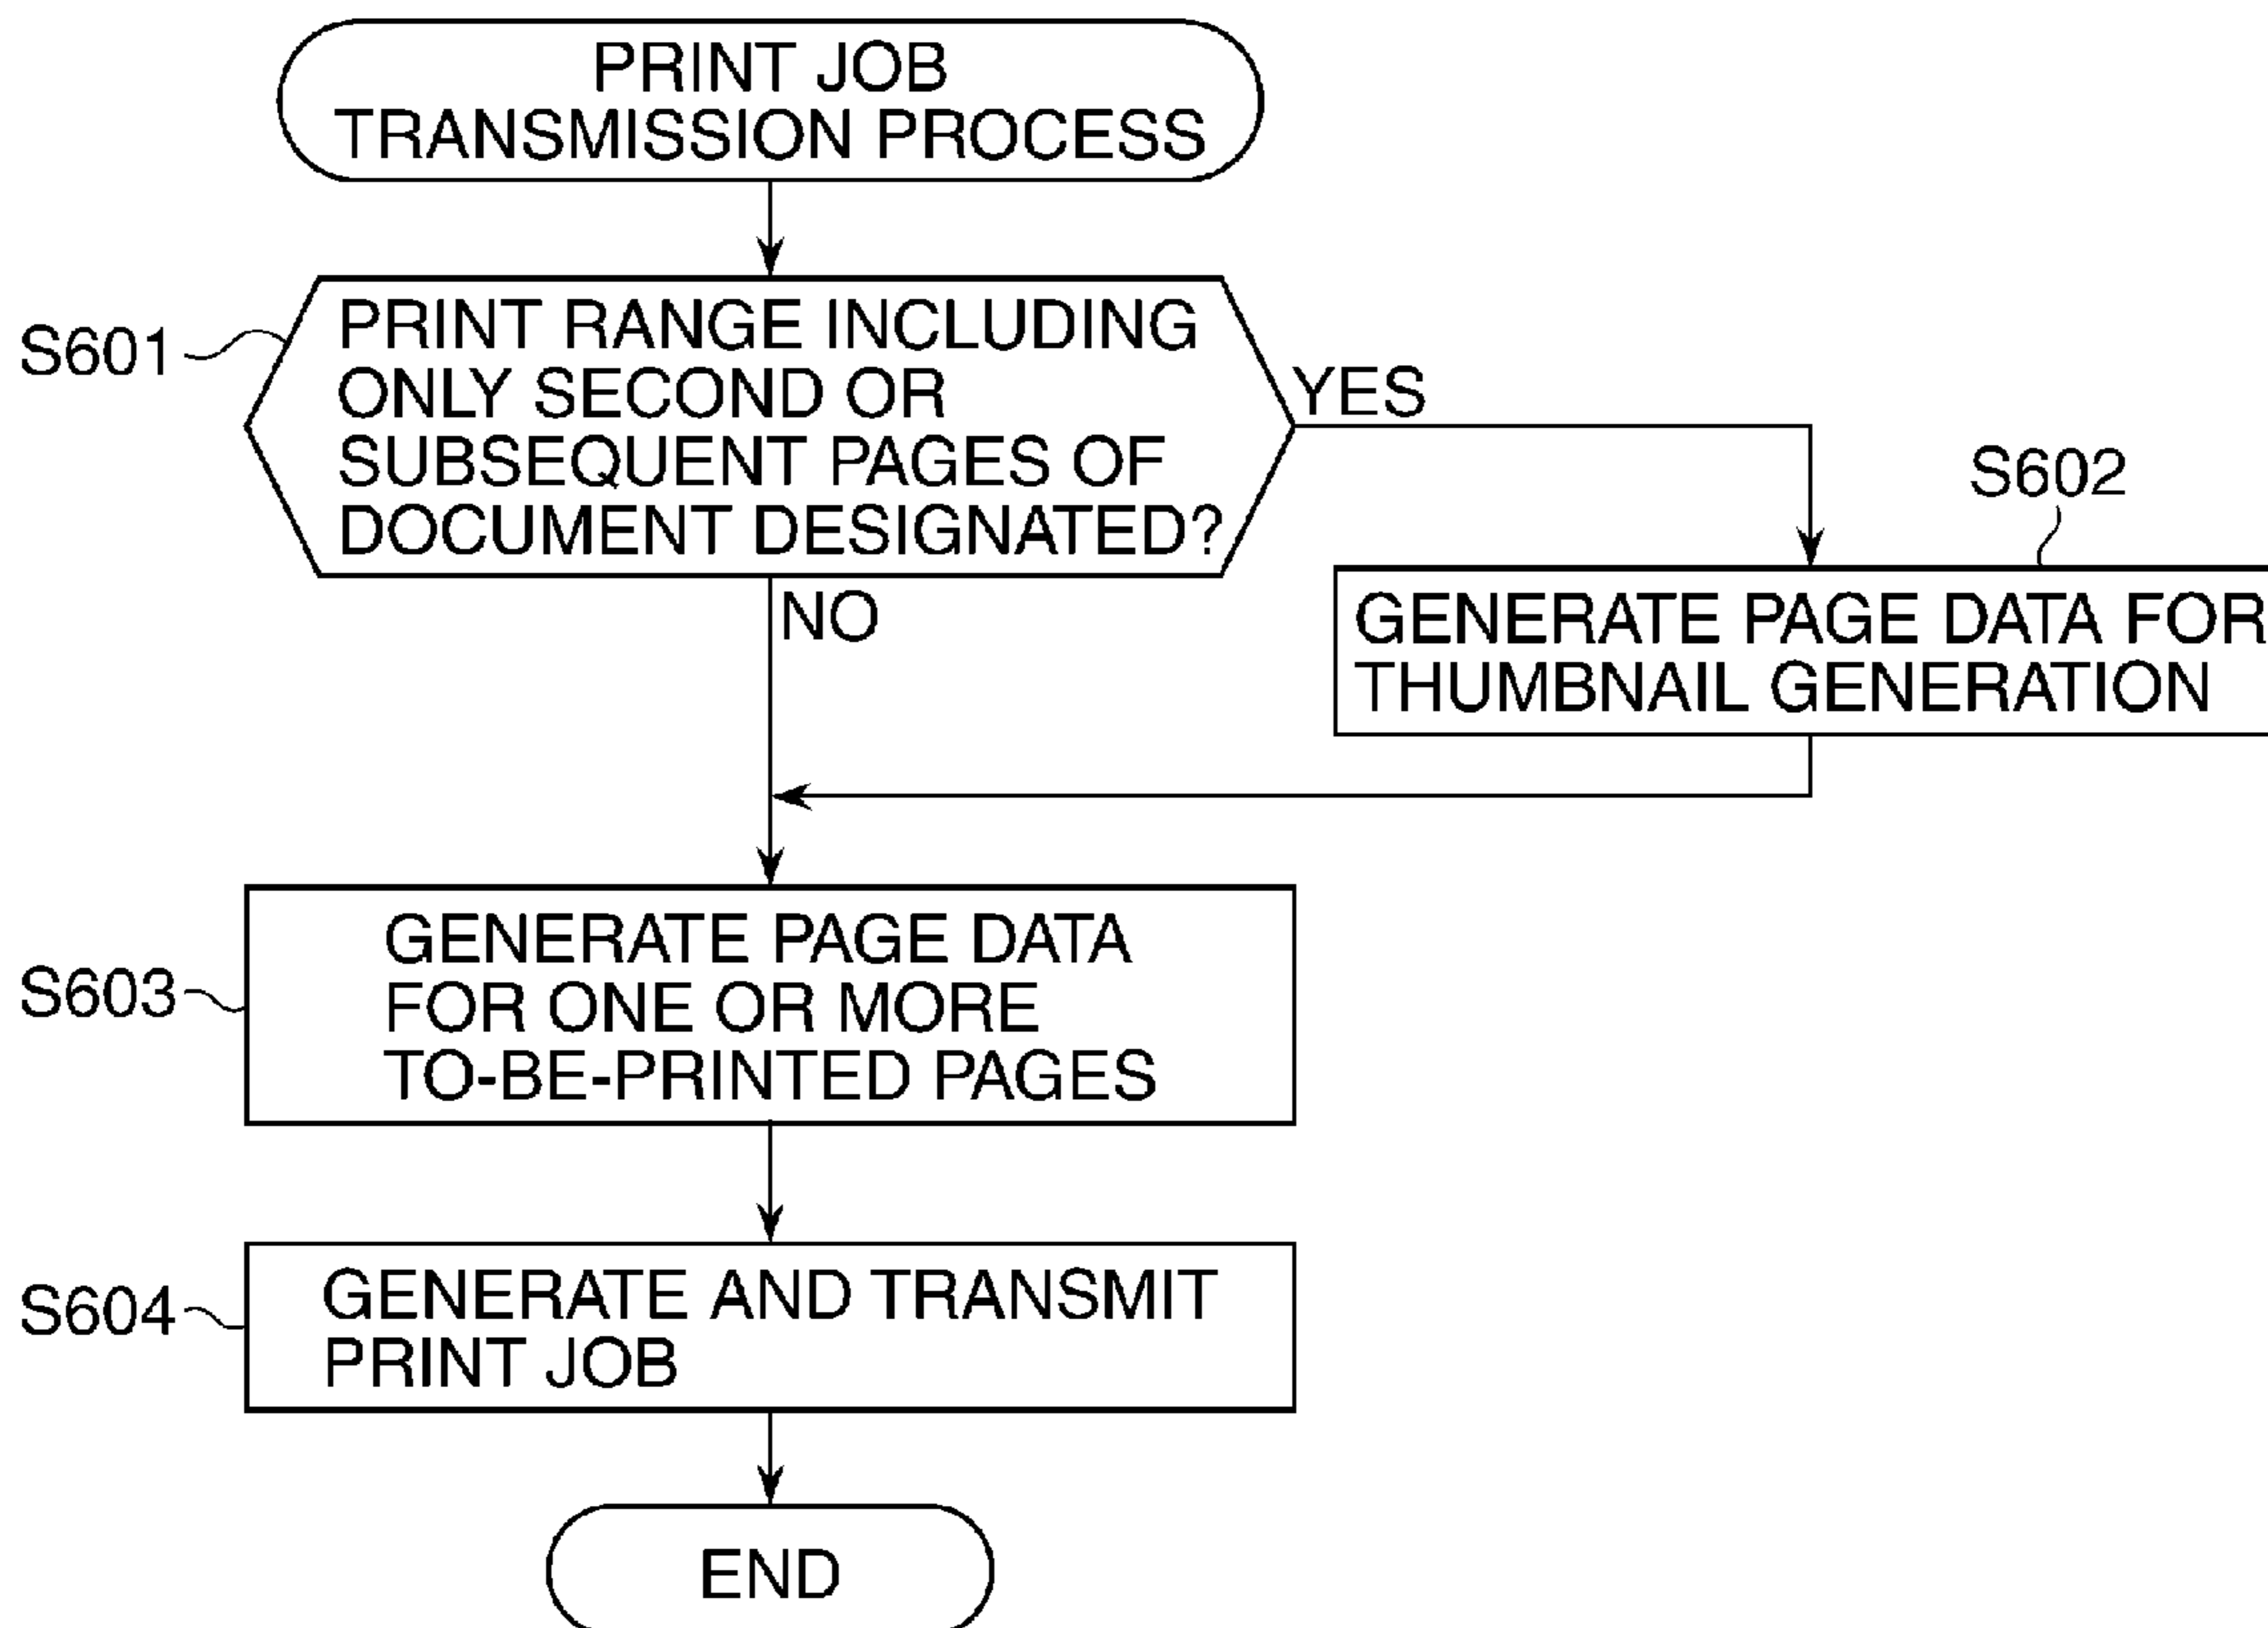 PRINT JOB
TRANSMISSION PROCESS
S601
PRINT RANGE INCLUDING
ONLY SECOND OR
SUBSEQUENT PAGES OF
DOCUMENT DESIGNATED?
YES
NO
S602
GENERATE PAGE DATA FOR
THUMBNAIL GENERATION
S603
GENERATE PAGE DATA
FOR ONE OR MORE
TO-BE-PRINTED PAGES
S604
GENERATE AND TRANSMIT
PRINT JOB
END